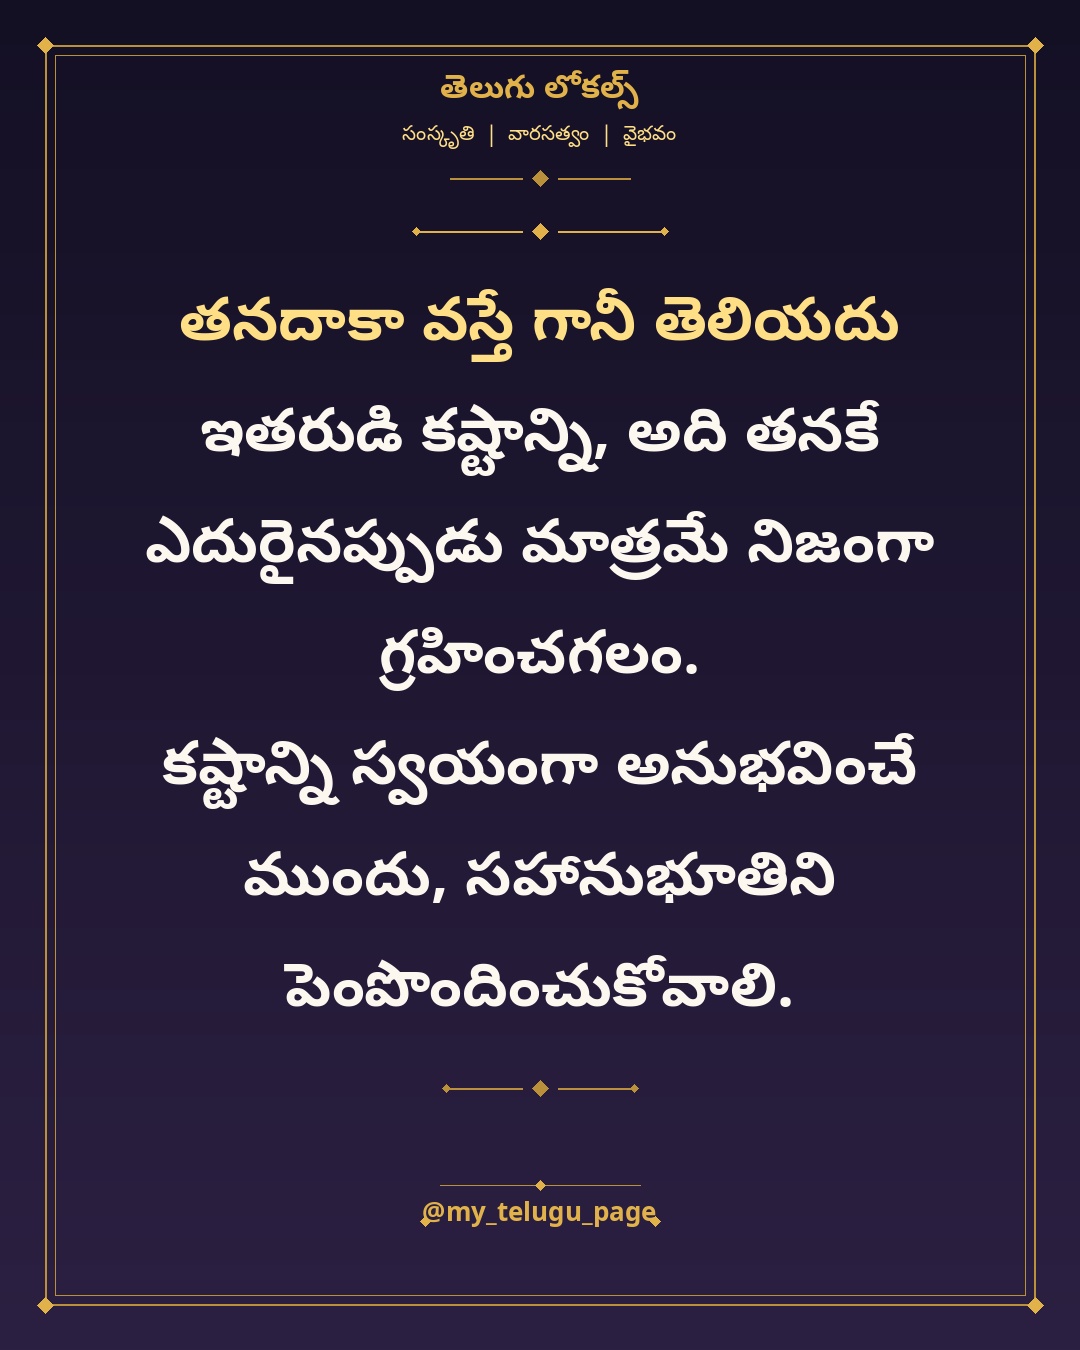 తెలుగు లోకల్స్
సంస్కృతి | వారసత్వం | వైభవం
తనదాకా వస్తే గానీ తెలియదు
ఇతరుడి కష్టాన్ని, అది తనకే
ఎదురైనప్పుడు మాత్రమే నిజంగా
గ్రహించగలం.
కష్టాన్ని స్వయంగా అనుభవించే
ముందు, సహానుభూతిని
పెంపొందించుకోవాలి.
@my_telugu_page